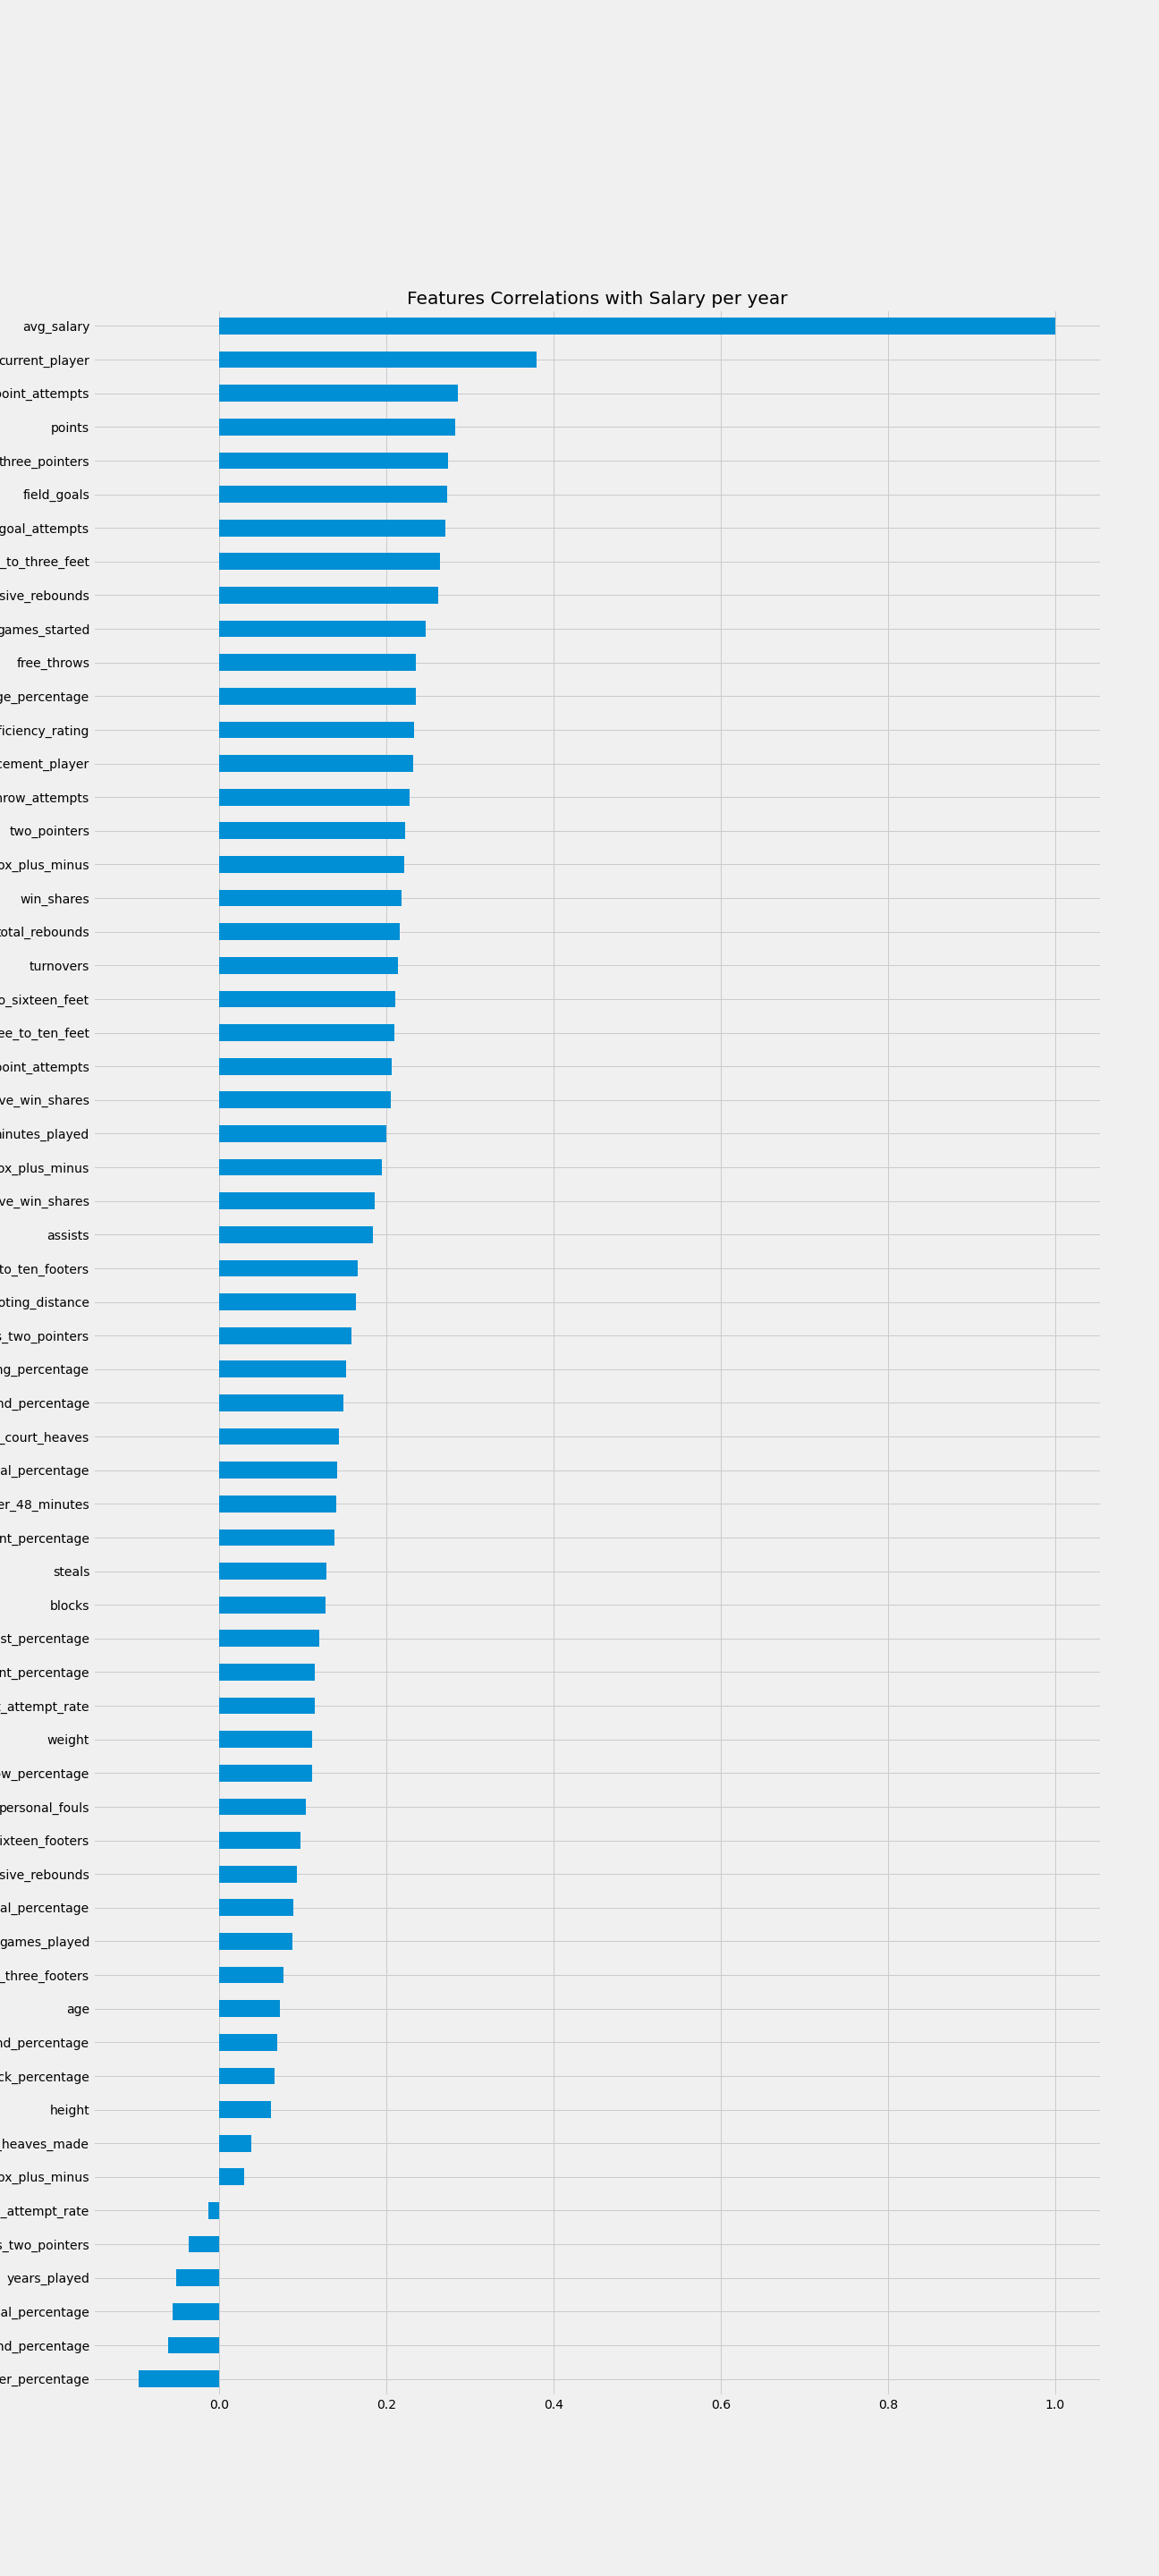 Features Correlations with Salary per year
avg_salary
current_player
point_attempts
points
three_pointers
field_goals
goal_attempts
_to_three_feet
sive_rebounds
games_started
free_throws
ge_percentage
ficiency_rating
cement_player
hrow_attempts
two_pointers
ox_plus_minus
win_shares
total_rebounds
turnovers
o_sixteen_feet
ee_to_ten_feet
point_attempts
ve_win_shares
minutes_played
ox_plus_minus
ve_win_shares
assists
to_ten_footers
oting_distance
s_two_pointers
ng_percentage
nd_percentage
_court_heaves
al_percentage
er_48_minutes
nt_percentage
steals
blocks
st_percentage
nt_percentage
t_attempt_rate
weight
ow_percentage
personal_fouls
ixteen_footers
sive_rebounds
al_percentage
games_played
_three_footers
age
nd_percentage
ck_percentage
height
_heaves_made
ox_plus_minus
_attempt_rate
s_two_pointers
years_played
al_percentage
nd_percentage
er_percentage
0.0 0.2 0.4 0.6 0.8 1.0